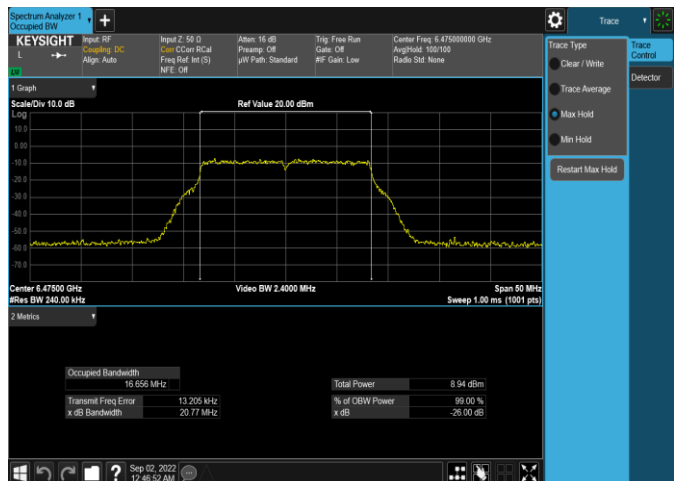 Spectrum Analyzer 1
Occupied BW
Trace
KEYSIGHT
L
Input: RF
Coupling: DC
Align: Auto
Input Z: 50 Ω
Corr CCorr RCal
Freq Ref: Int (S)
NFE: Off
Atten: 16 dB
Preamp: Off
µW Path: Standard
Trig: Free Run
Gate: Off
#IF Gain: Low
Center Freq: 6.475000000 GHz
Avg|Hold: 100/100
Radio Std: None
Trace Type
Clear / Write
Trace Average
Max Hold
Min Hold
Restart Max Hold
Trace
Control
Detector
1 Graph
Scale/Div 10.0 dB
Ref Value 20.00 dBm
Log
10.0
0.00
-10.0
-20.0
-30.0
-40.0
-50.0
-60.0
-70.0
Center 6.47500 GHz
Video BW 2.4000 MHz
Span 50 MHz
#Res BW 240.00 kHz
Sweep 1.00 ms (1001 pts)
2 Metrics
Occupied Bandwidth
16.656 MHz
Total Power 8.94 dBm
Transmit Freq Error 13.205 kHz
% of OBW Power 99.00 %
x dB Bandwidth 20.77 MHz
x dB -26.00 dB
?
Sep 02, 2022
12:46:52 AM